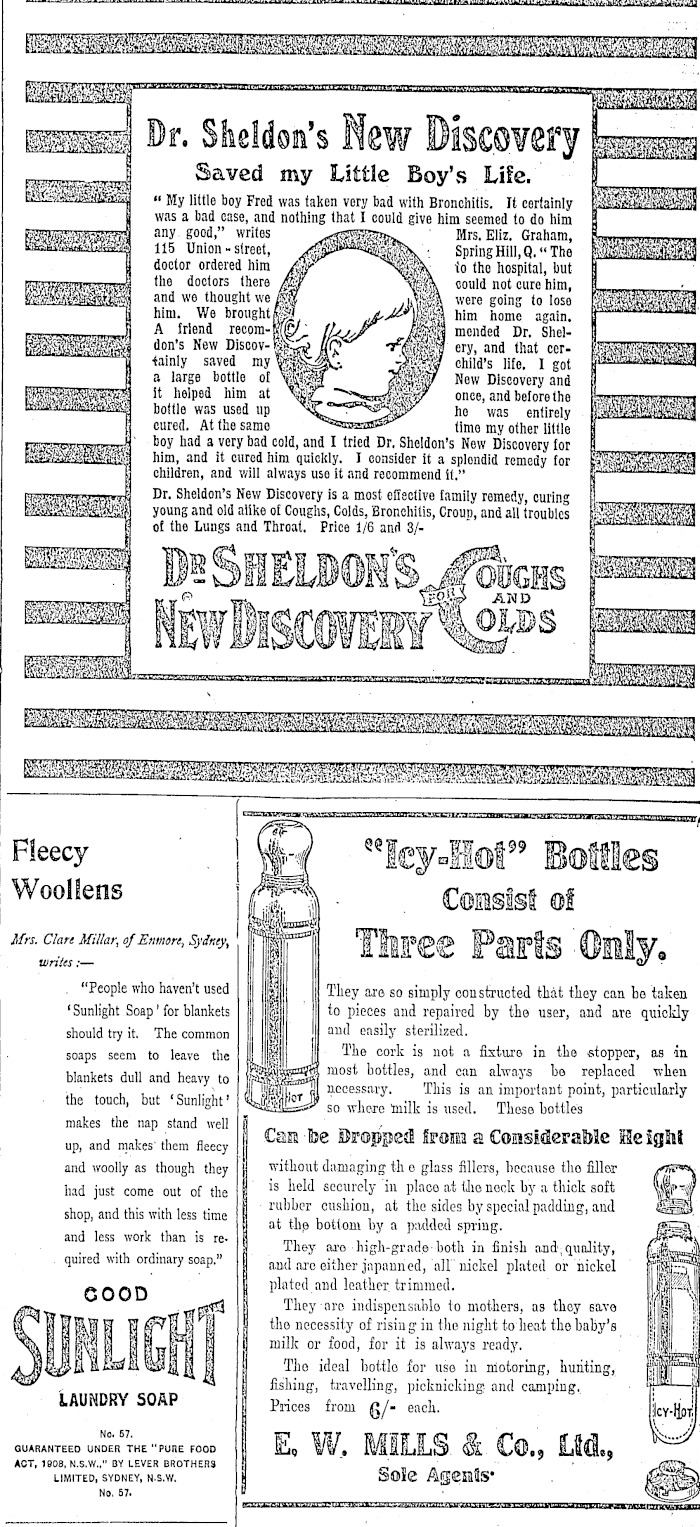 Dr. Sheldon's New Discovery
Saved my Little Boy's Life.
" My little boy Fred was taken very bad with Bronchitis. It certainly
was a bad case, and nothing that I could give him seemed to do him
any good," writes Mrs. Eliz. Graham,
115 Union-street, Spring Hill, Q. " The
doctor ordered him to the hospital, but
the doctors there could not cure him,
and we thought we were going to lose
him. We brought him home again.
A friend recom- mended Dr. Shel-
don's New Discov- ery, and that cer-
tainly saved my child's life. I got
a large bottle of New Discovery and
it helped him at once, and before the
bottle was used up he was entirely
cured. At the same time my other little
boy had a very bad cold, and I tried Dr. Sheldon's New Discovery for
him, and it cured him quickly. I consider it a splendid remedy for
children, and will always use it and recommend it."
Dr. Sheldon's New Discovery is a most effective family remedy, curing
young and old alike of Coughs, Colds, Bronchitis, Croup, and all troubles
of the Lungs and Throat. Price 1/6 and 3/-
DR SHELDON'S
NEW DISCOVERY
FOR
COUGHS
AND
COLDS
Fleecy
Woollens
Mrs. Clare Millar, of Enmore, Sydney,
writes :—
"People who haven't used
'Sunlight Soap' for blankets
should try it. The common
soaps seem to leave the
blankets dull and heavy to
the touch, but 'Sunlight'
makes the nap stand well
up, and makes them fleecy
and woolly as though they
had just come out of the
shop, and this with less time
and less work than is re-
quired with ordinary soap."
GOOD
SUNLIGHT
LAUNDRY SOAP
No. 57.
GUARANTEED UNDER THE "PURE FOOD
ACT, 1908, N.S.W.," BY LEVER BROTHERS
LIMITED, SYDNEY, N.S.W.
No. 57.
"Icy-Hot" Bottles
Consist of
Three Parts Only.
They are so simply constructed that they can be taken
to pieces and repaired by the user, and are quickly
and easily sterilized.
The cork is not a fixture in the stopper, as in
most bottles, and can always be replaced when
necessary. This is an important point, particularly
so where milk is used. These bottles
HOT
Can be Dropped from a Considerable Height
without damaging the glass fillers, because the filler
is held securely in place at the neck by a thick soft
rubber cushion, at the sides by special padding, and
at the bottom by a padded spring.
They are high-grade both in finish and quality,
and are either japanned, all nickel plated or nickel
plated and leather trimmed.
They are indispensable to mothers, as they save
the necessity of rising in the night to heat the baby's
milk or food, for it is always ready.
The ideal bottle for use in motoring, hunting,
fishing, travelling, picknicking and camping.
Prices from 6/- each.
ICY-HOT
E. W. MILLS & Co., Ltd.,
Sole Agents.